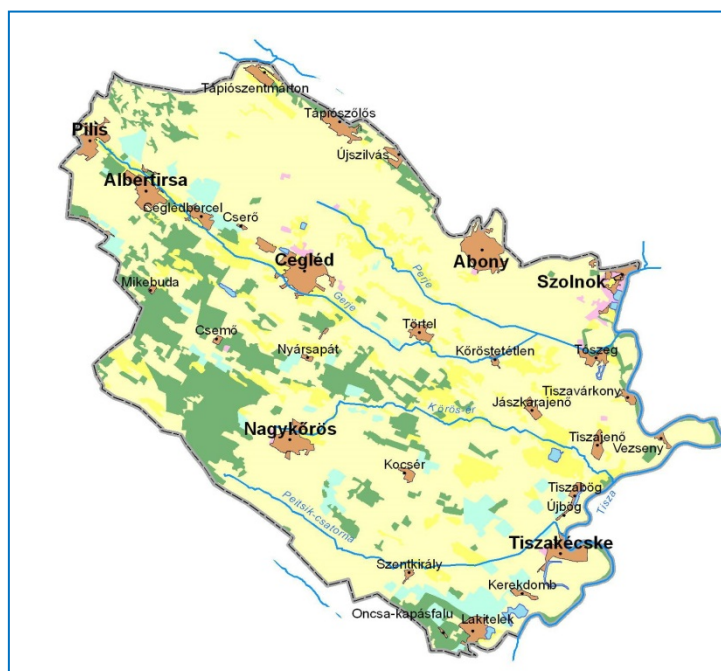 Tápiószentmárton
Tápiószőlős
Pilis
Újszilvás
Albertirsa
Ceglédbercel
Cserő
Cegléd
Abony
Perje
Szolnok
Mikebuda
Gerje
Csemő
Törtel
Nyársapát
Kőröstetétlen
Tószeg
Tiszavárkony
Jászkarajenő
Kőrös-ér
Nagykőrös
Tiszajenő
Vezseny
Kocsér
Tiszabög
Tisza
Újbög
Peitsik-csatorna
Tiszakécske
Szentkirály
Kerekdomb
Oncsa-kapásfalu
Lakitelek